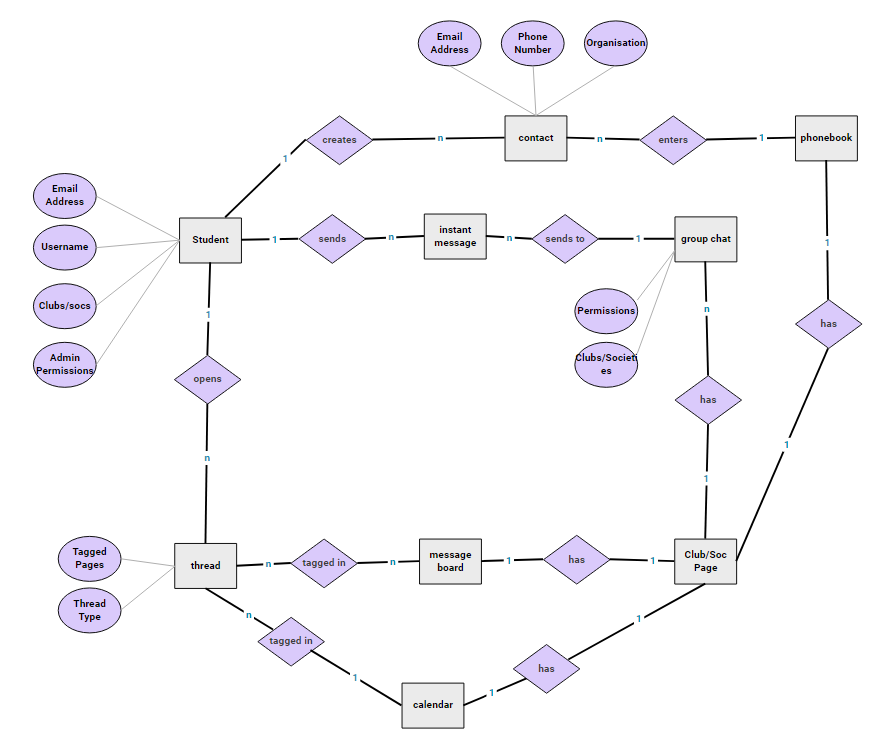 Email
Address
Phone
Number
Organisation
creates
n
contact
n
enters
1
phonebook
1
Email
Address
Username
Clubs/socs
Admin
Permissions
Student
1
sends
n
instant
message
n
sends to
1
group chat
1
Permissions
Clubs/Societi
es
n
has
1
has
1
1
opens
n
Tagged
Pages
Thread
Type
thread
n
tagged in
n
message
board
1
has
1
Club/Soc
Page
n
tagged in
1
calendar
1
has
1